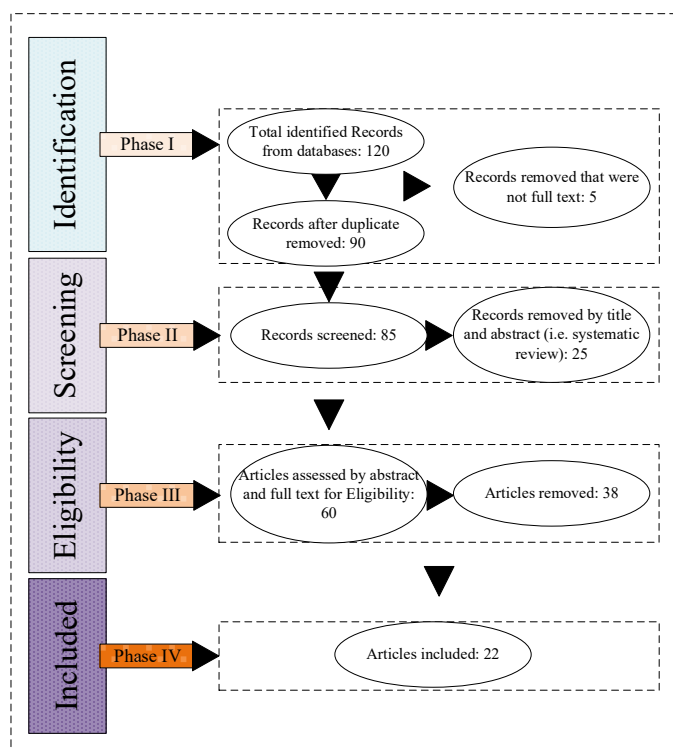 Identification
Phase I
Total identified Records
from databases: 120
Records after duplicate
removed: 90
Records removed that were
not full text: 5
Screening
Phase II
Records screened: 85
Records removed by title
and abstract (i.e. systematic
review): 25
Eligibility
Phase III
Articles assessed by abstract
and full text for Eligibility:
60
Articles removed: 38
Included
Phase IV
Articles included: 22